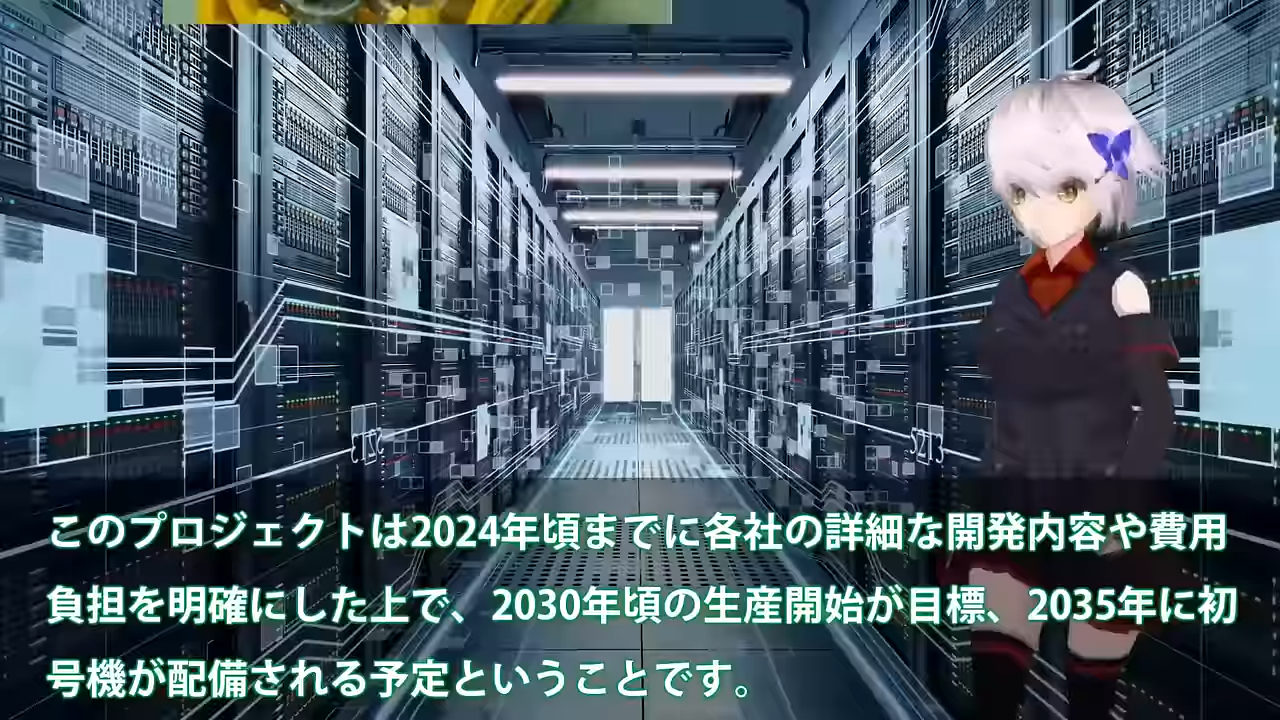 このプロジェクトは2024年頃までに各社の詳細な開発内容や費用
負担を明確にした上で、2030年頃の生産開始が目標、2035年に初
号機が配備される予定ということです。